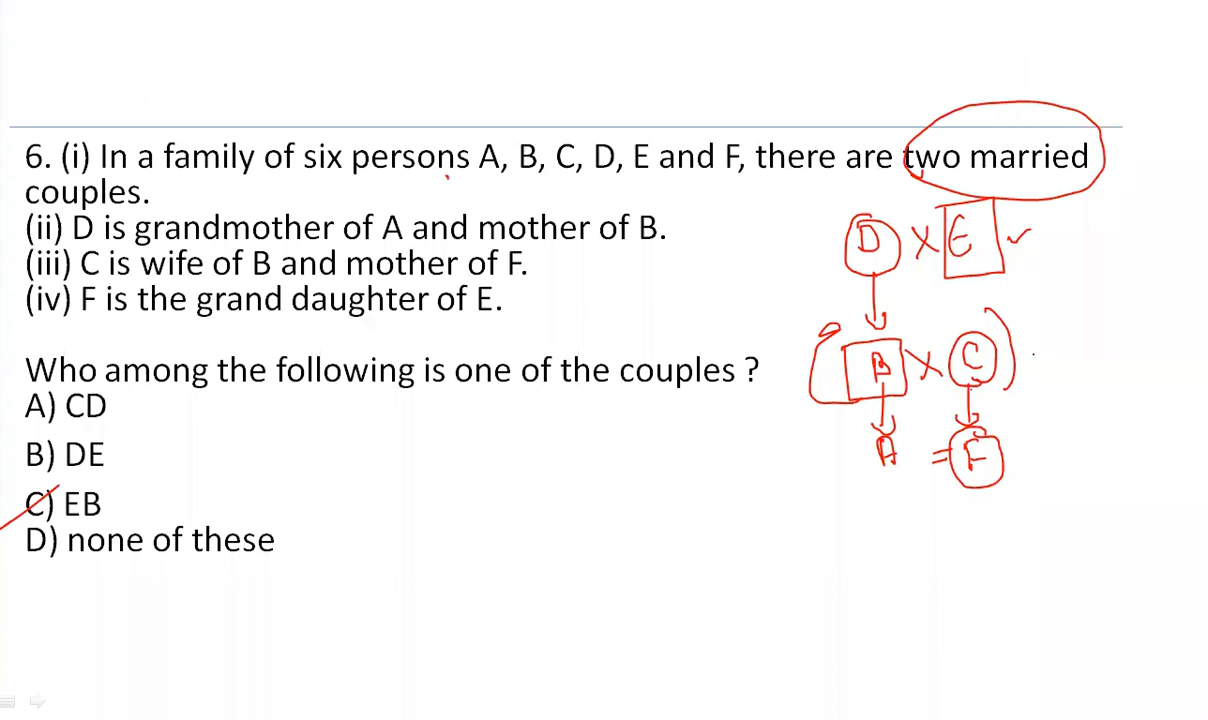 6. (i) In a family of six persons A, B, C, D, E and F, there are two married
couples.
(ii) D is grandmother of A and mother of B.
(iii) C is wife of B and mother of F.
(iv) F is the grand daughter of E.
Who among the following is one of the couples ?
A) CD
B) DE
C) EB
D) none of these
D X E
B X C
A = F